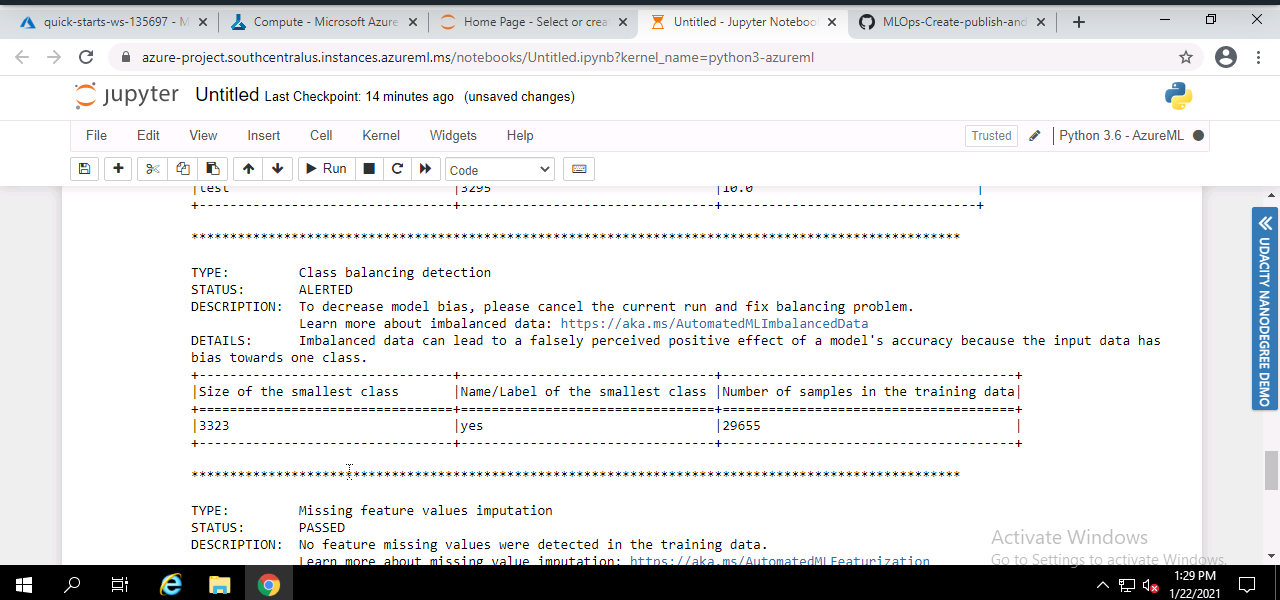 quick-starts-ws-135697 - M
Compute - Microsoft Azure
Home Page - Select or crea
Untitled - Jupyter Notebook
MLOps-Create-publish-and
azure-project.southcentralus.instances.azureml.ms/notebooks/Untitled.ipynb?kernel_name=python3-azureml
jupyter Untitled Last Checkpoint: 14 minutes ago (unsaved changes)
File Edit View Insert Cell Kernel Widgets Help Trusted Python 3.6 - AzureML
Run Code
|test |3295 |10.0 |
+---------------------------------+---------------------------------+----------------------------------+
****************************************************************************************************
TYPE: Class balancing detection
STATUS: ALERTED
DESCRIPTION: To decrease model bias, please cancel the current run and fix balancing problem.
Learn more about imbalanced data: https://aka.ms/AutomatedMLImbalancedData
DETAILS: Imbalanced data can lead to a falsely perceived positive effect of a model's accuracy because the input data has
bias towards one class.
+---------------------------------+---------------------------------+--------------------------------------+
|Size of the smallest class |Name/Label of the smallest class |Number of samples in the training data|
+=================================+=================================+======================================+
|3323 |yes |29655 |
+---------------------------------+---------------------------------+--------------------------------------+
****************************************************************************************************
TYPE: Missing feature values imputation
STATUS: PASSED
DESCRIPTION: No feature missing values were detected in the training data.
Learn more about missing value imputation: https://aka.ms/AutomatedMLFeaturization
UDACITY NANODEGREE DEMO
Activate Windows
Go to Settings to activate Windows.
1:29 PM
1/22/2021